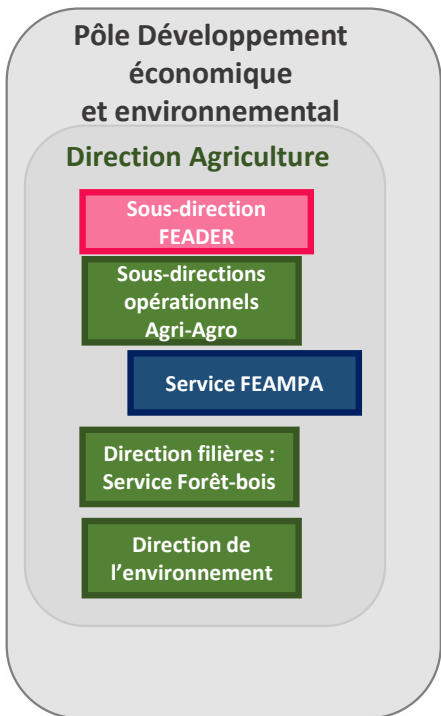 Pôle Développement
économique
et environnemental
Direction Agriculture
Sous-direction
FEADER
Sous-directions
opérationnels
Agri-Agro
Service FEAMPA
Direction filières :
Service Forêt-bois
Direction de
l’environnement